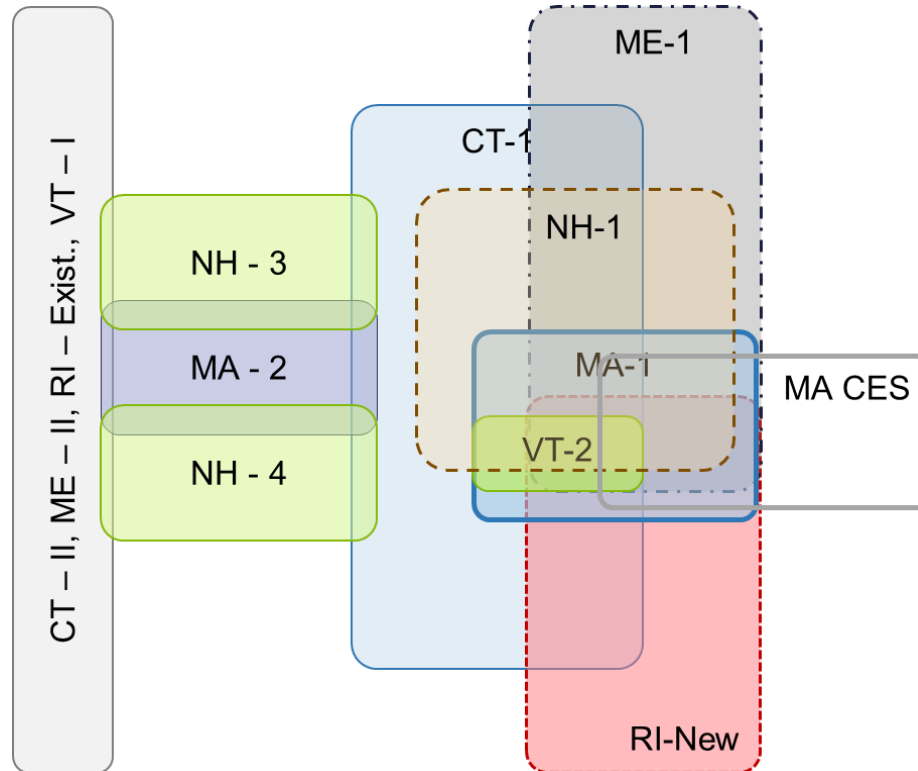 ME-1
CT-1
NH-1
NH - 3
MA - 2
MA-1
MA CES
VT-2
NH - 4
RI-New
CT – II, ME – II, RI – Exist., VT – I